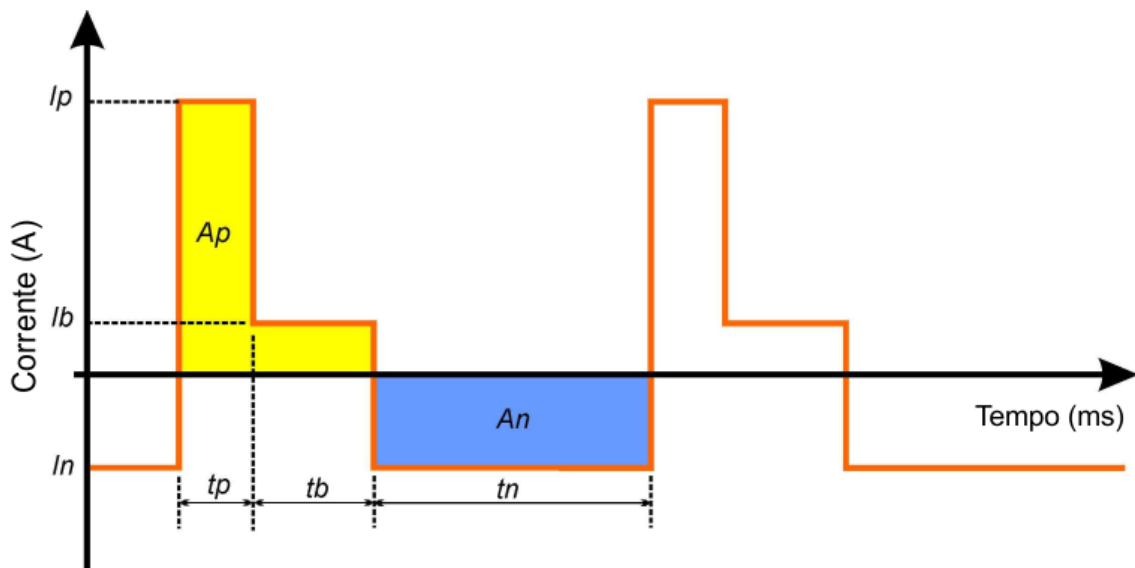 Ip
Ap
Ib
Corrente (A)
An
Tempo (ms)
In
tp
tb
tn